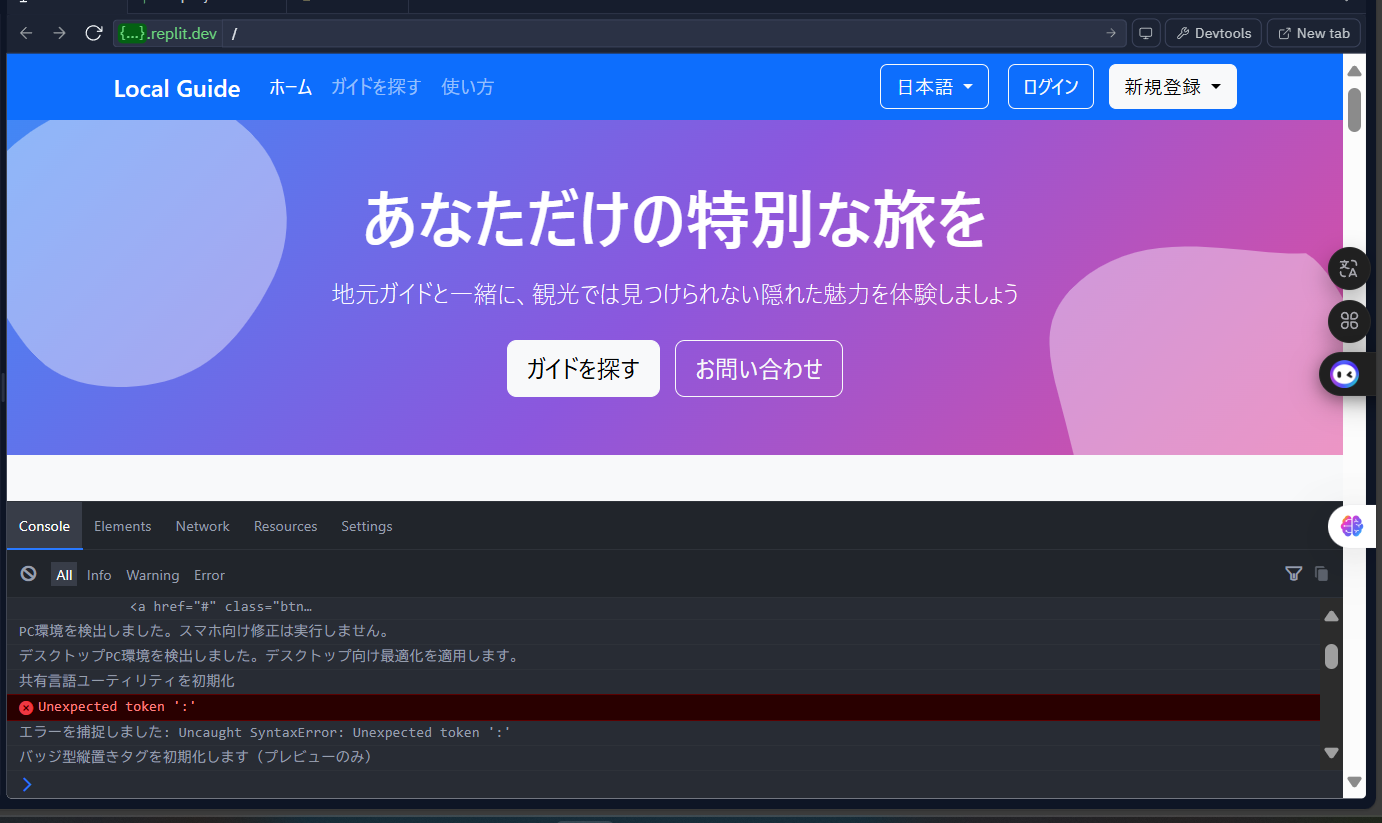 {...}.replit.dev /
Devtools
New tab
Local Guide
ホーム
ガイドを探す
使い方
日本語
ログイン
新規登録
あなただけの特別な旅を
地元ガイドと一緒に、観光では見つけられない隠れた魅力を体験しましょう
ガイドを探す
お問い合わせ
Console
Elements
Network
Resources
Settings
All
Info
Warning
Error
<a href="#" class="btn…
PC環境を検出しました。スマホ向け修正は実行しません。
デスクトップPC環境を検出しました。デスクトップ向け最適化を適用します。
共有言語ユーティリティを初期化
Unexpected token ':'
エラーを捕捉しました: Uncaught SyntaxError: Unexpected token ':'
バッジ型縦置きタグを初期化します（プレビューのみ）